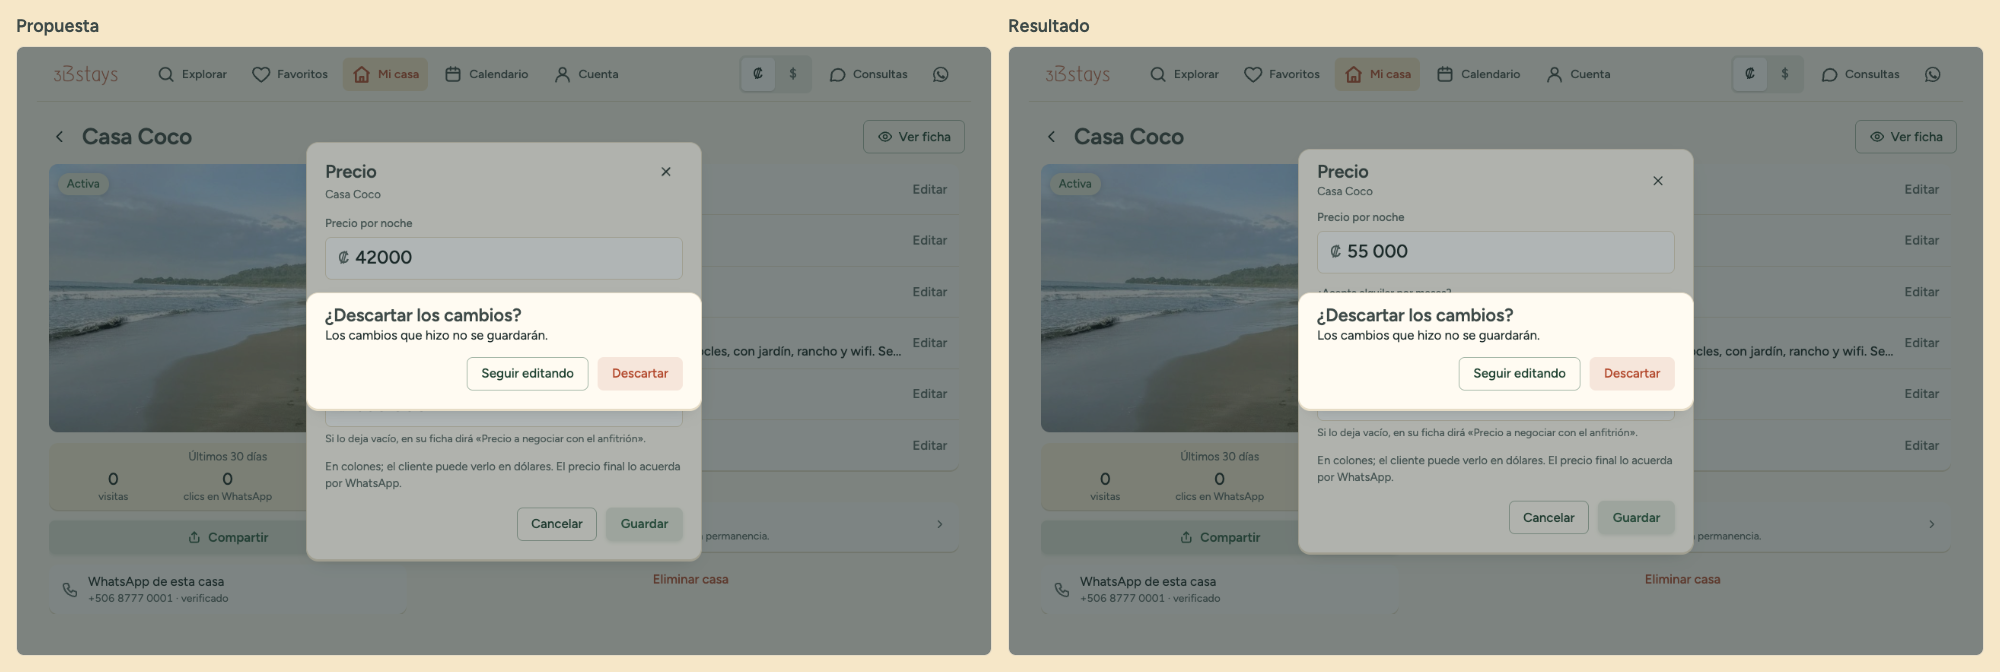 Propuesta
3Bstays
Explorar
Favoritos
Mi casa
Calendario
Cuenta
₡
$
Consultas
Casa Coco
Ver ficha
Activa
Precio
Casa Coco
Precio por noche
₡ 42000
Editar
Editar
Editar
¿Descartar los cambios?
Los cambios que hizo no se guardarán.
Seguir editando
Descartar
cles, con jardín, rancho y wifi. Se...
Editar
Editar
Si lo deja vacío, en su ficha dirá «Precio a negociar con el anfitrión».
Editar
En colones; el cliente puede verlo en dólares. El precio final lo acuerda
por WhatsApp.
Últimos 30 días
0
visitas
0
clics en WhatsApp
Cancelar
Guardar
permanencia.
Compartir
WhatsApp de esta casa
+506 8777 0001 · verificado
Eliminar casa
Resultado
3Bstays
Explorar
Favoritos
Mi casa
Calendario
Cuenta
₡
$
Consultas
Casa Coco
Ver ficha
Activa
Precio
Casa Coco
Precio por noche
₡ 55 000
Editar
Editar
Editar
¿Descartar los cambios?
Los cambios que hizo no se guardarán.
Seguir editando
Descartar
cles, con jardín, rancho y wifi. Se...
Editar
Editar
Si lo deja vacío, en su ficha dirá «Precio a negociar con el anfitrión».
Editar
En colones; el cliente puede verlo en dólares. El precio final lo acuerda
por WhatsApp.
Últimos 30 días
0
visitas
0
clics en WhatsApp
Cancelar
Guardar
permanencia.
Compartir
WhatsApp de esta casa
+506 8777 0001 · verificado
Eliminar casa